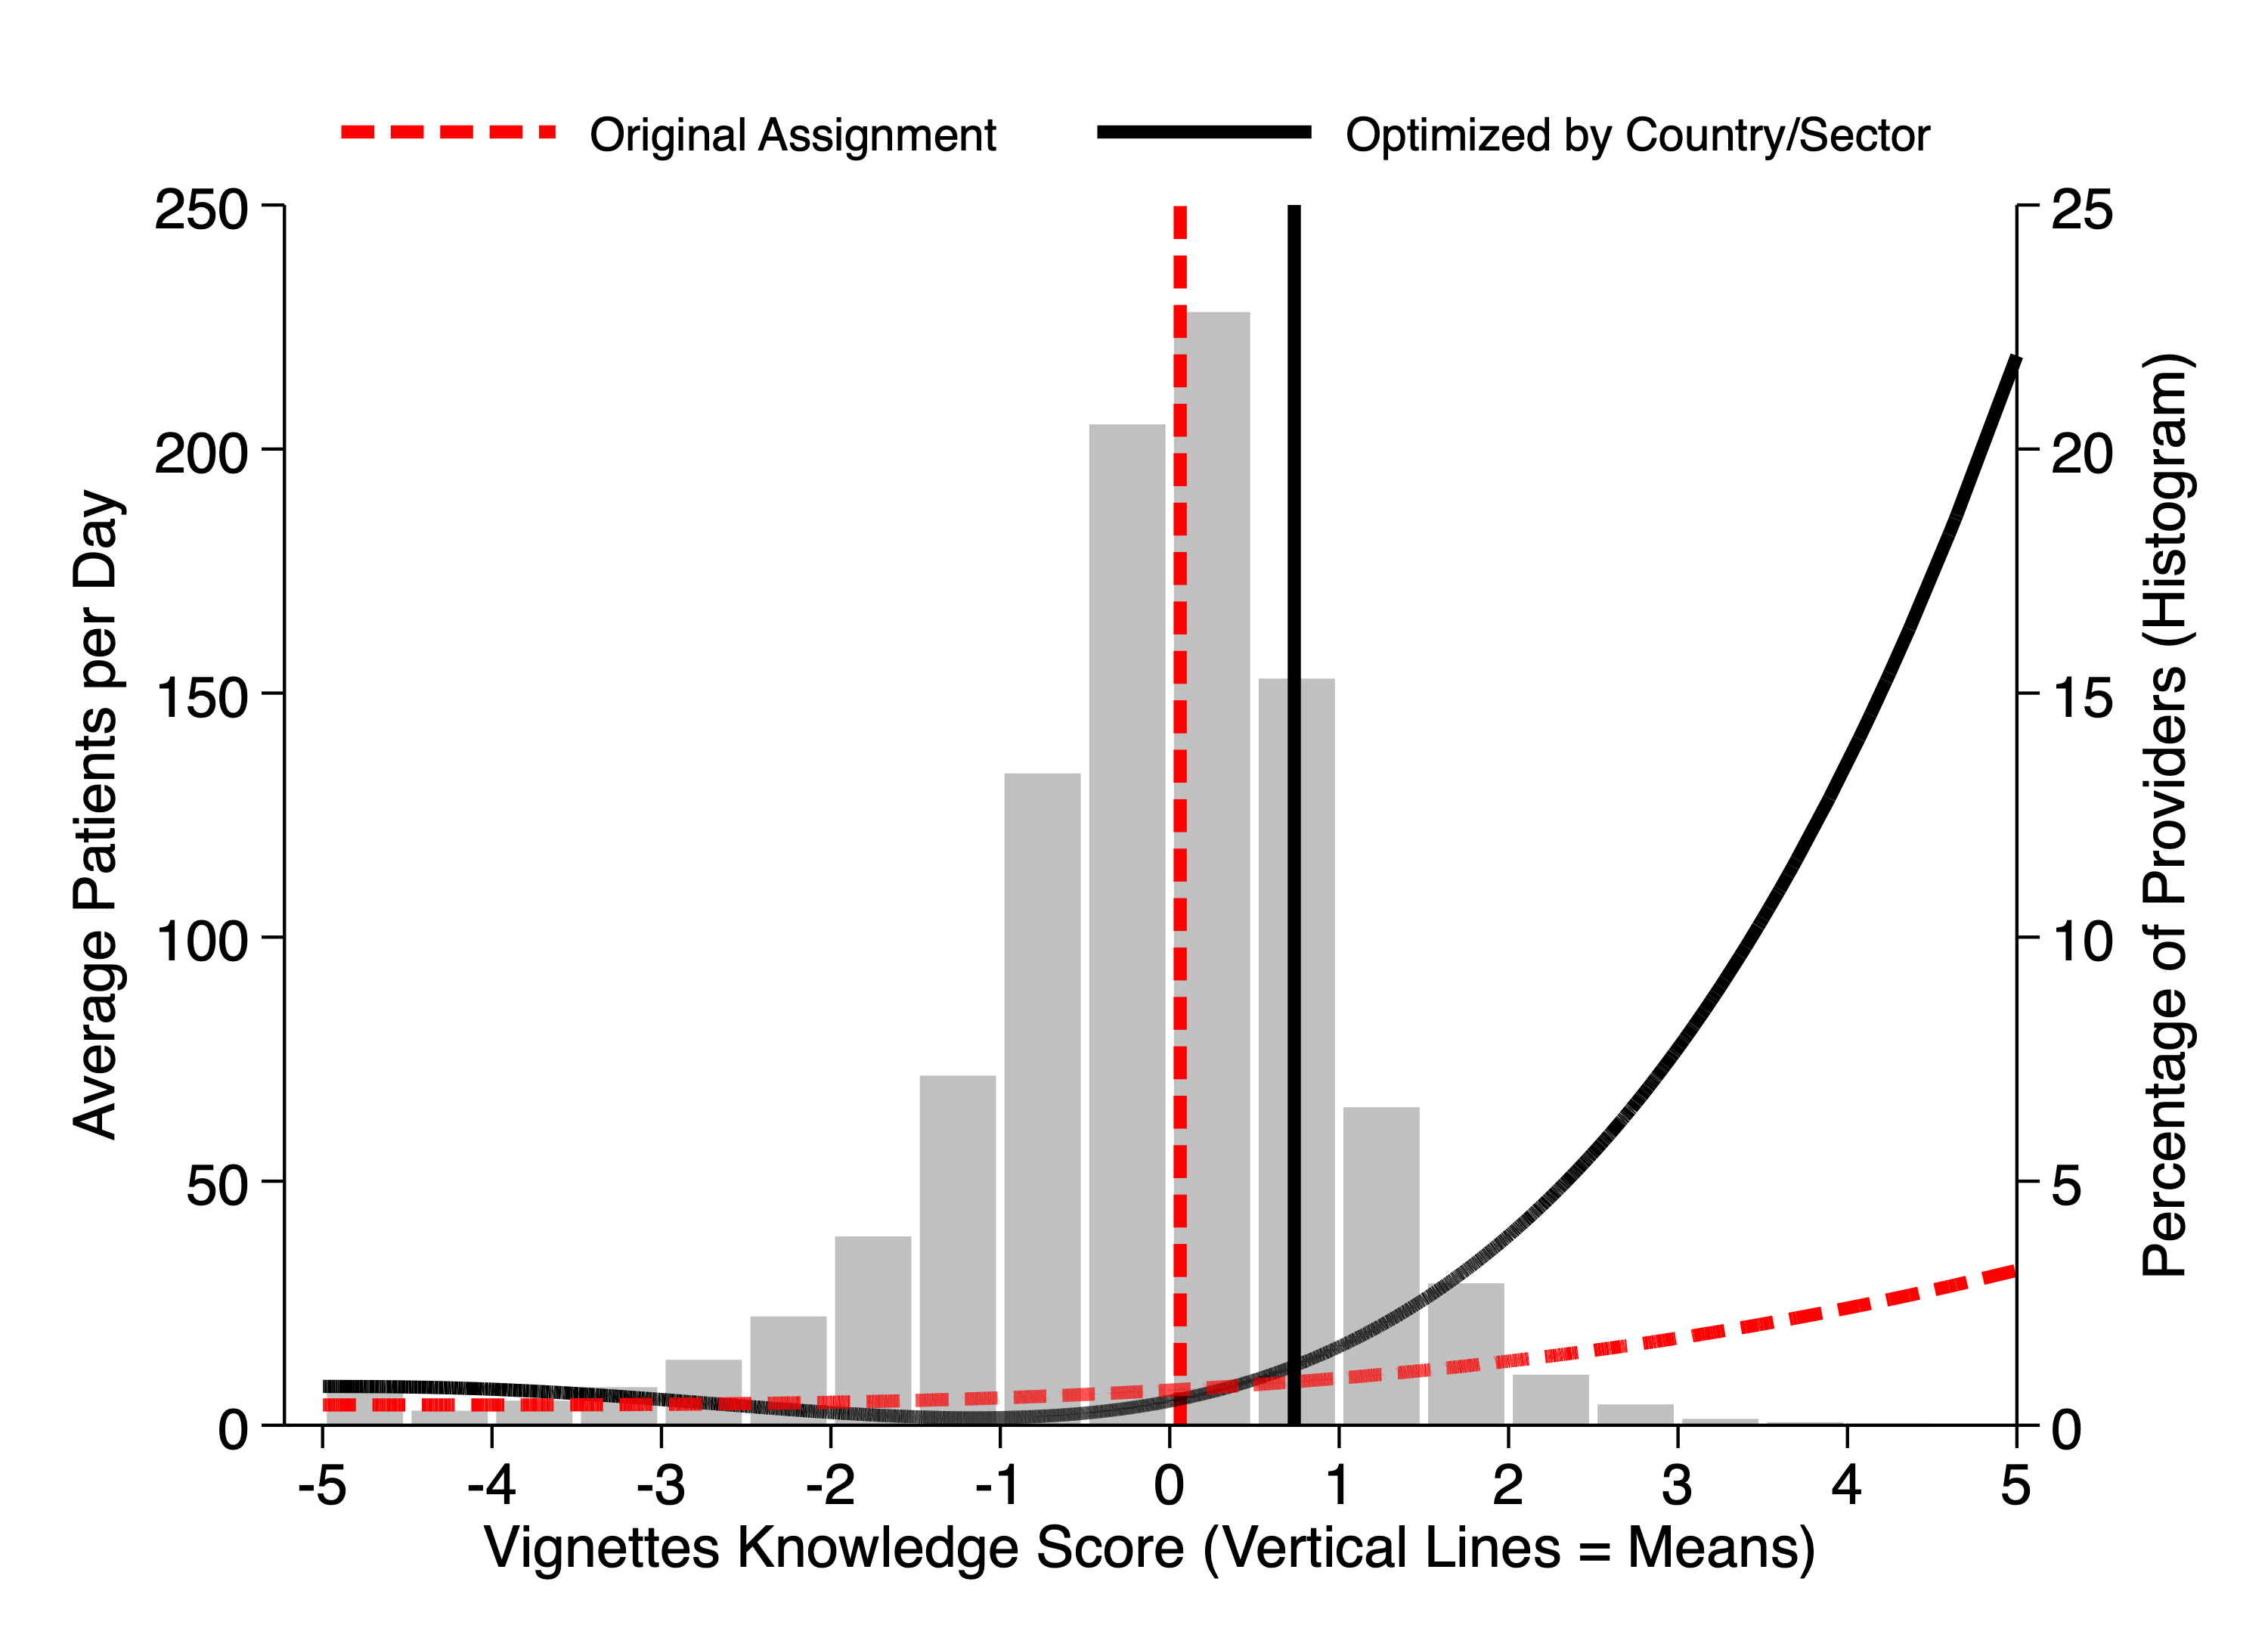 Original Assignment
Optimized by Country/Sector
Average Patients per Day
250
200
150
100
50
0
25
20
15
10
5
0
Percentage of Providers (Histogram)
-5 -4 -3 -2 -1 0 1 2 3 4 5
Vignettes Knowledge Score (Vertical Lines = Means)